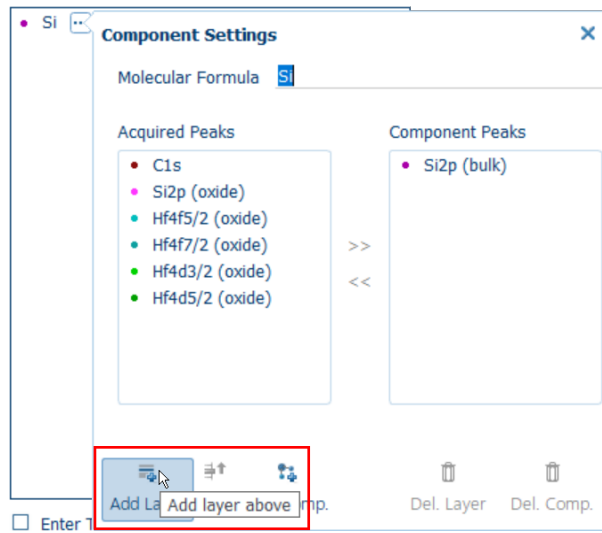 Si
Component Settings
Molecular Formula Si
Acquired Peaks
C1s
Si2p (oxide)
Hf4f5/2 (oxide)
Hf4f7/2 (oxide)
Hf4d3/2 (oxide)
Hf4d5/2 (oxide)
>>
<<
Component Peaks
Si2p (bulk)
Add
Add layer above
Del. Layer
Del. Comp.
Enter